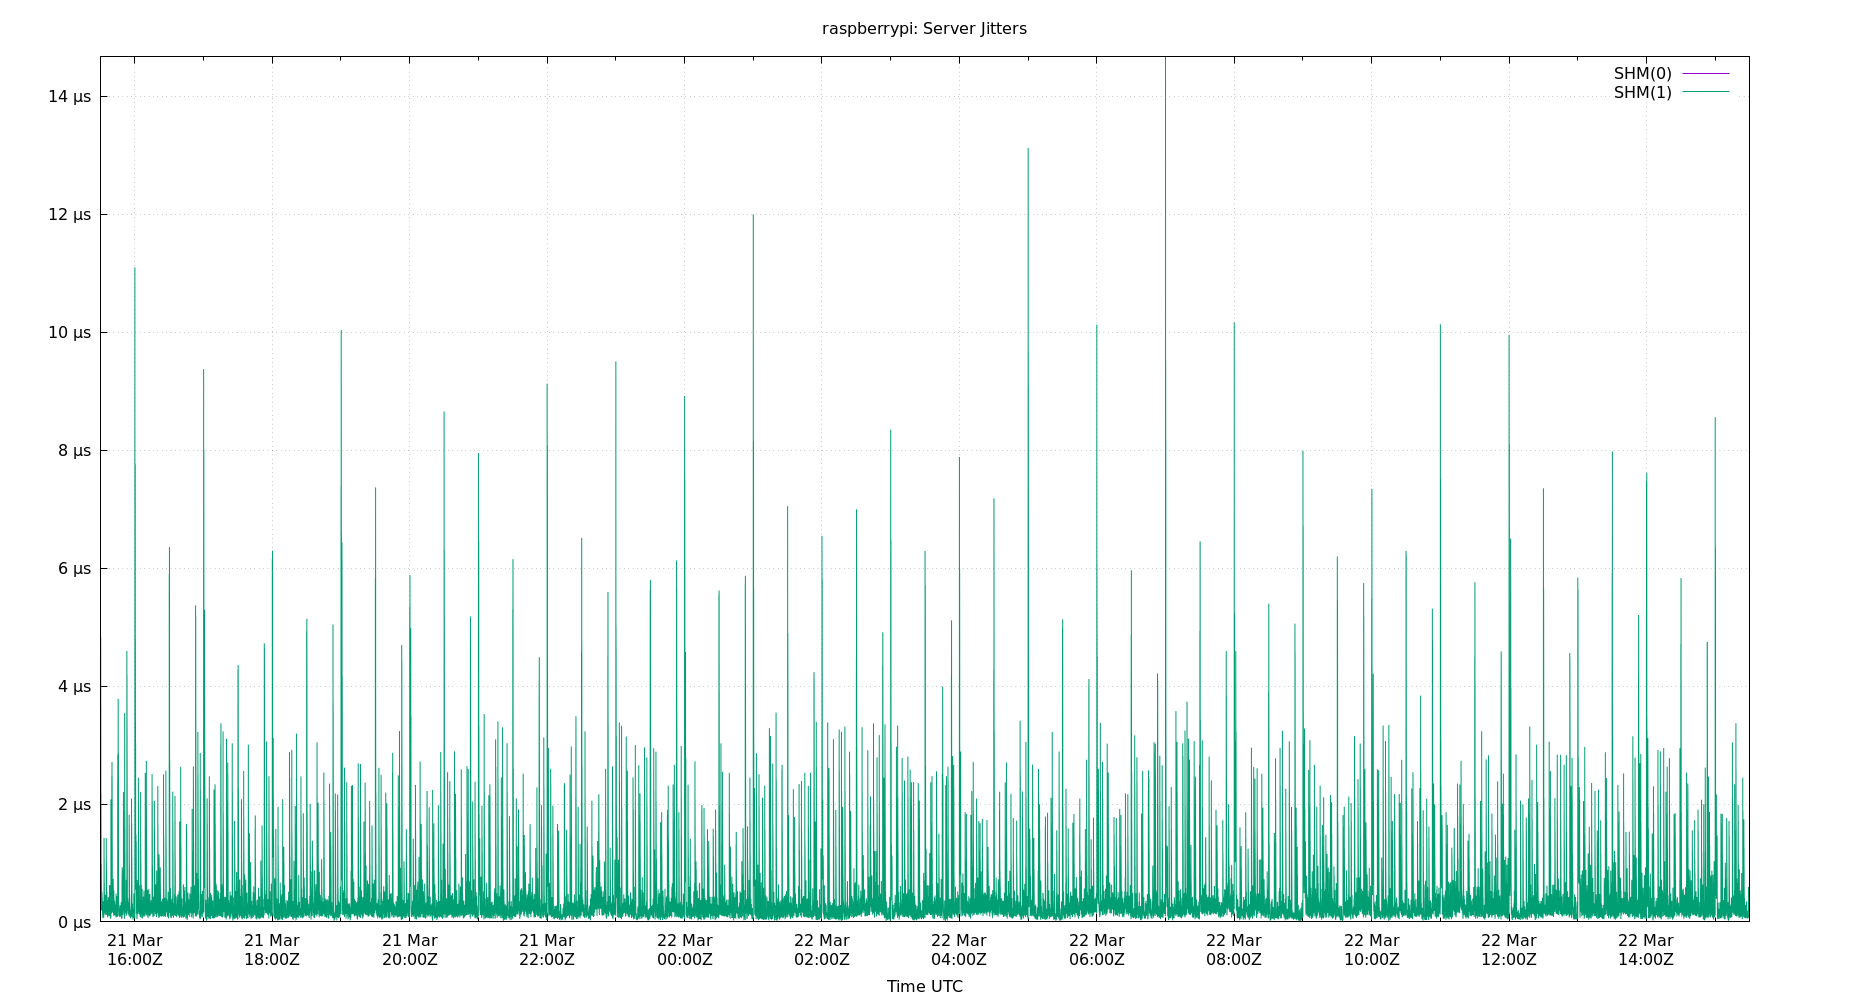 raspberrypi: Server Jitters
SHM(0)
SHM(1)
14 µs
12 µs
10 µs
8 µs
6 µs
4 µs
2 µs
0 µs
21 Mar 21 Mar 21 Mar 21 Mar 22 Mar 22 Mar 22 Mar 22 Mar 22 Mar 22 Mar 22 Mar 22 Mar
16:00Z 18:00Z 20:00Z 22:00Z 00:00Z 02:00Z 04:00Z 06:00Z 08:00Z 10:00Z 12:00Z 14:00Z
Time UTC